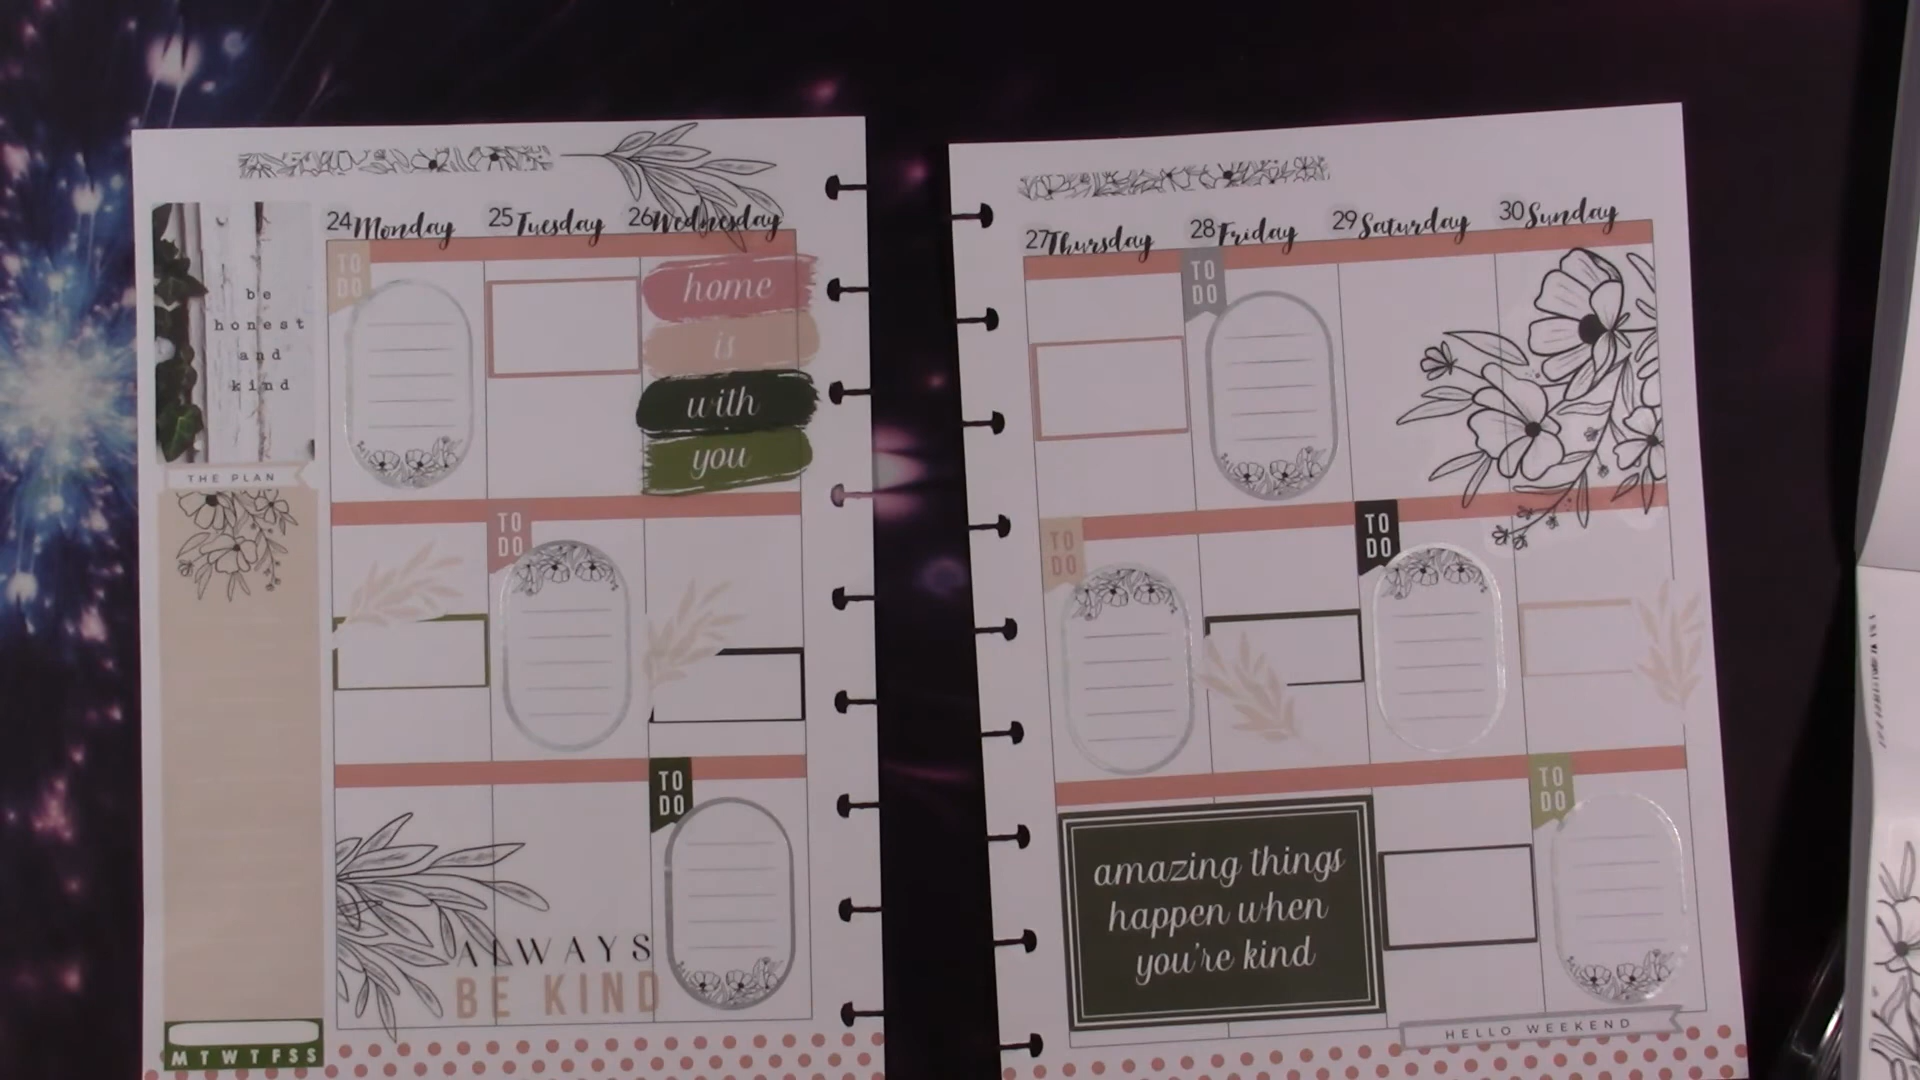 24 Monday
25 Tuesday
26 Wednesday
be
honest
and
kind
THE PLAN
TO
DO
home
is
with
you
TO
DO
TO
DO
ALWAYS
BE KIND
M T W T F S S
27 Thursday
28 Friday
29 Saturday
30 Sunday
TO
DO
TO
DO
TO
DO
amazing things
happen when
you're kind
TO
DO
HELLO WEEKEND